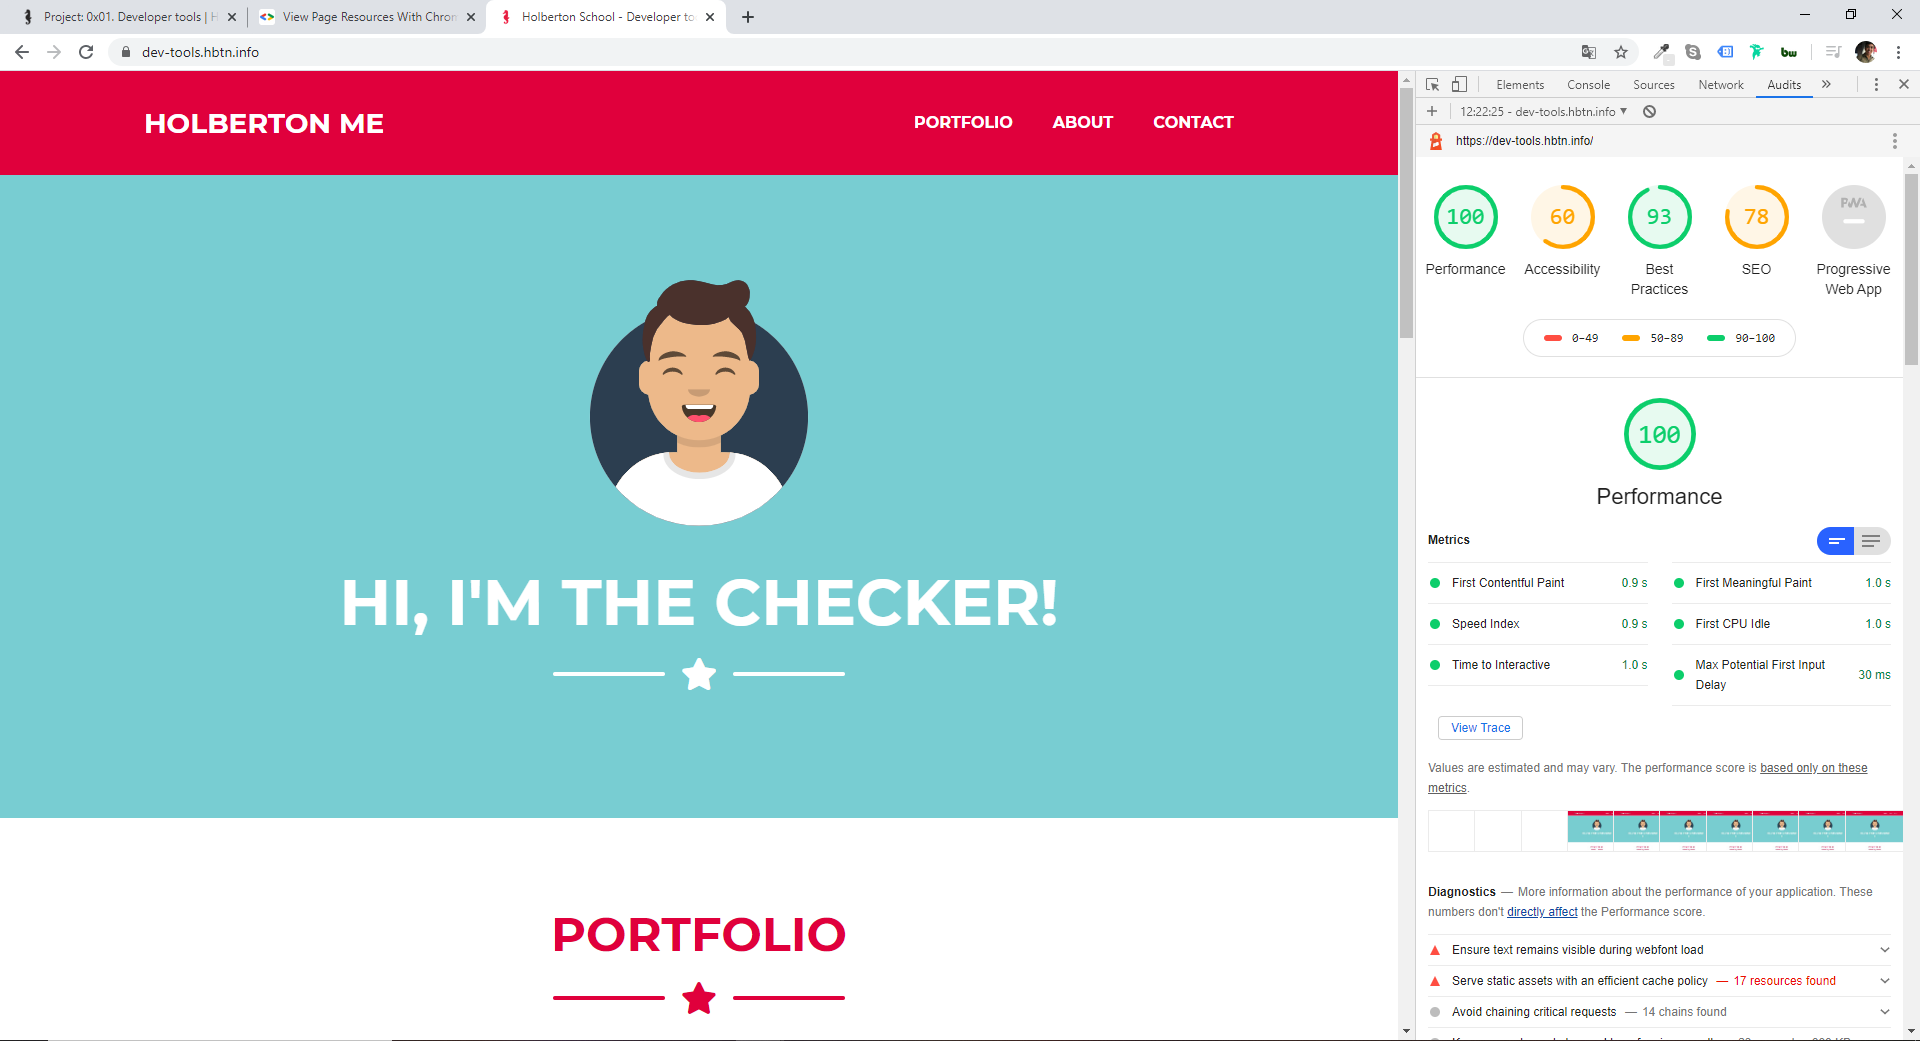 Project: 0x01. Developer tools | H
View Page Resources With Chrom
Holberton School - Developer to
dev-tools.hbtn.info
bw
HOLBERTON ME
PORTFOLIO
ABOUT
CONTACT
HI, I'M THE CHECKER!
PORTFOLIO
Elements
Console
Sources
Network
Audits
12:22:25 - dev-tools.hbtn.info
https://dev-tools.hbtn.info/
100
60
93
78
PWA
Performance
Accessibility
Best
Practices
SEO
Progressive
Web App
0–49
50–89
90–100
100
Performance
Metrics
First Contentful Paint 0.9 s
First Meaningful Paint 1.0 s
Speed Index 0.9 s
First CPU Idle 1.0 s
Time to Interactive 1.0 s
Max Potential First Input
Delay
30 ms
View Trace
Values are estimated and may vary. The performance score is based only on these
metrics.
Diagnostics — More information about the performance of your application. These
numbers don't directly affect the Performance score.
Ensure text remains visible during webfont load
Serve static assets with an efficient cache policy — 17 resources found
Avoid chaining critical requests — 14 chains found